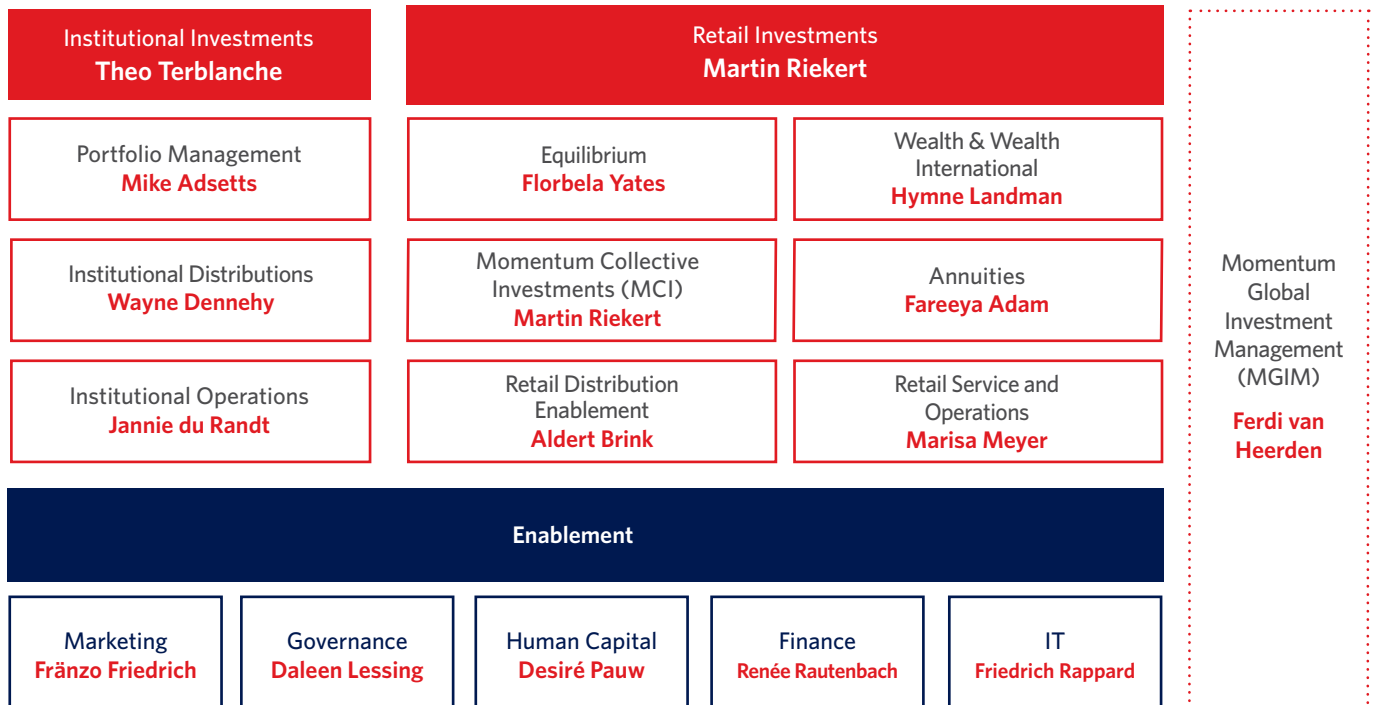 Institutional Investments
Theo Terblanche
Portfolio Management
Mike Adsetts
Institutional Distributions
Wayne Dennehy
Institutional Operations
Jannie du Randt
Retail Investments
Martin Riekert
Equilibrium
Florbela Yates
Wealth & Wealth
International
Hymne Landman
Momentum Collective
Investments (MCI)
Martin Riekert
Annuities
Fareeya Adam
Retail Distribution
Enablement
Aldert Brink
Retail Service and
Operations
Marisa Meyer
Momentum
Global
Investment
Management
(MGIM)
Ferdi van
Heerden
Enablement
Marketing
Fränzo Friedrich
Governance
Daleen Lessing
Human Capital
Desiré Pauw
Finance
Renée Rautenbach
IT
Friedrich Rappard